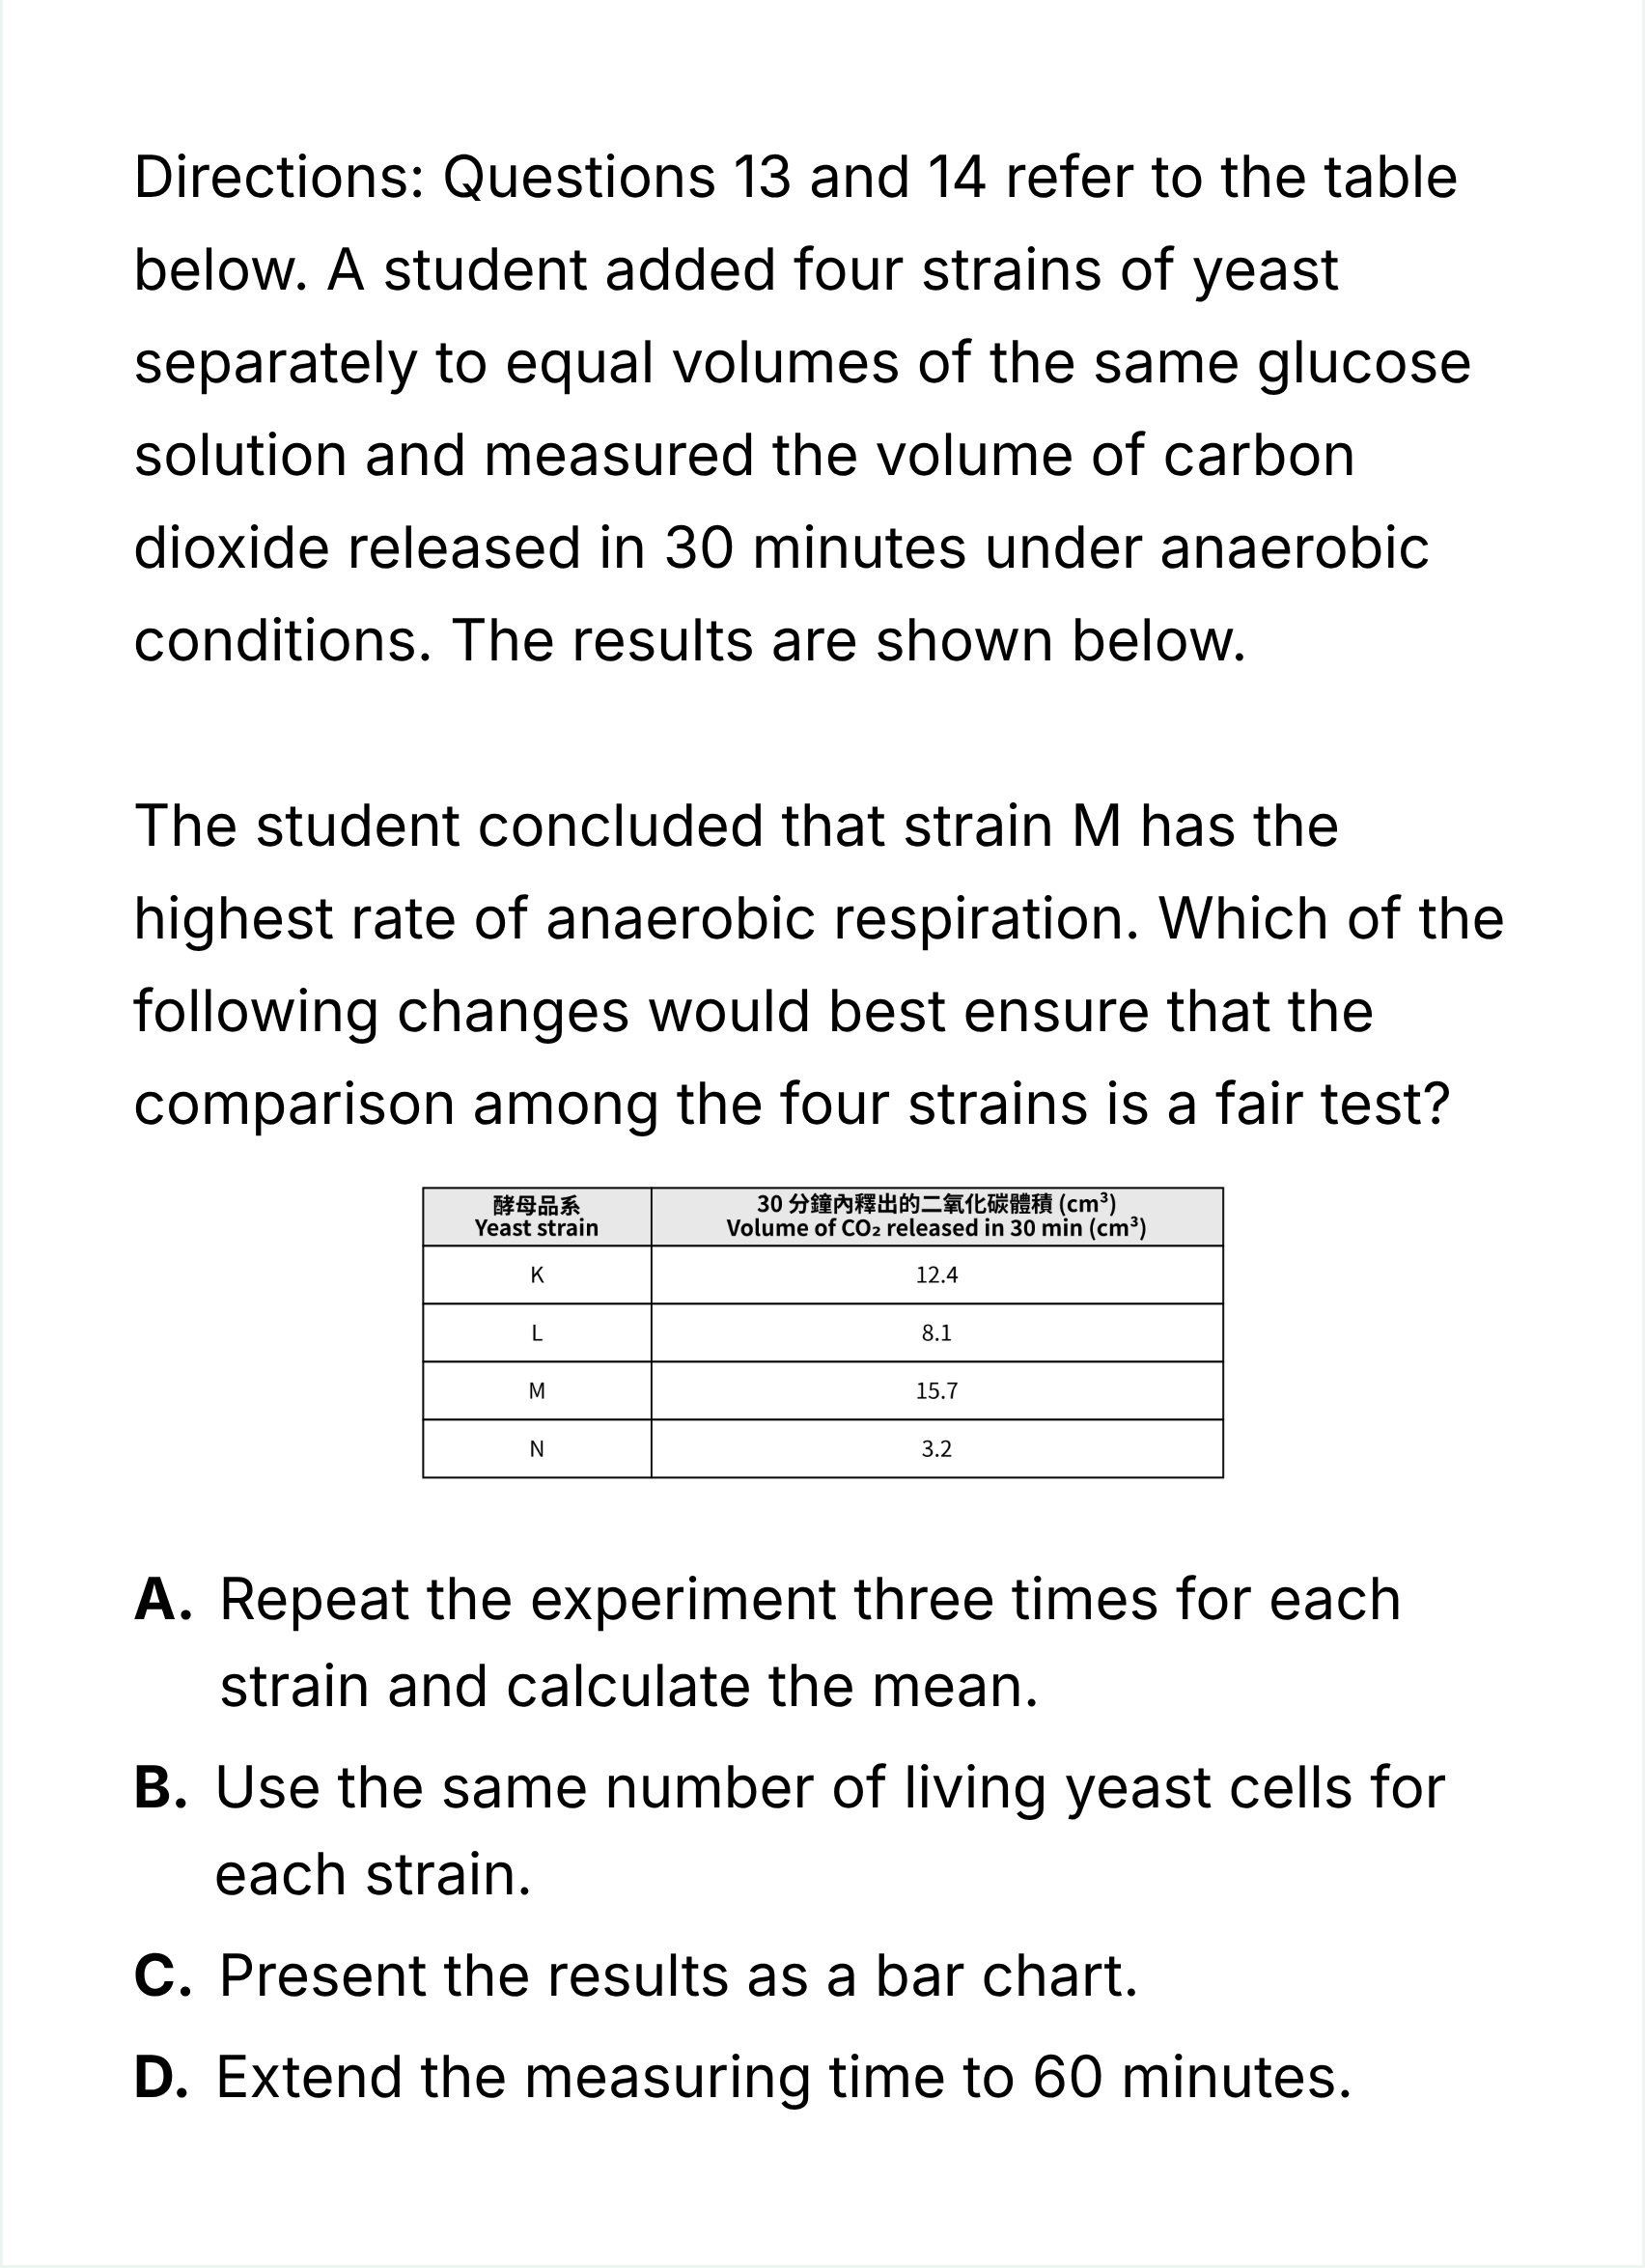 Directions: Questions 13 and 14 refer to the table
below. A student added four strains of yeast
separately to equal volumes of the same glucose
solution and measured the volume of carbon
dioxide released in 30 minutes under anaerobic
conditions. The results are shown below.
The student concluded that strain M has the
highest rate of anaerobic respiration. Which of the
following changes would best ensure that the
comparison among the four strains is a fair test?
酵母品系 30 分鐘內釋出的二氧化碳體積 (cm³)
Yeast strain Volume of CO₂ released in 30 min (cm³)
K 12.4
L 8.1
M 15.7
N 3.2
A. Repeat the experiment three times for each
strain and calculate the mean.
B. Use the same number of living yeast cells for
each strain.
C. Present the results as a bar chart.
D. Extend the measuring time to 60 minutes.